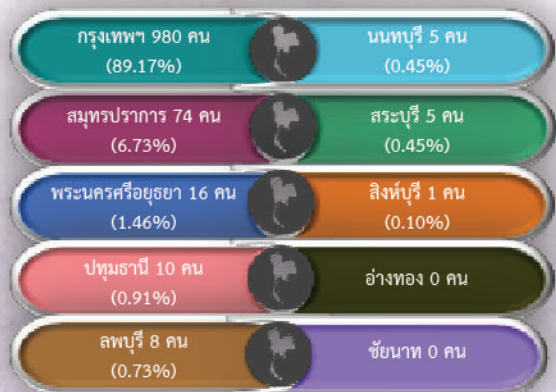 กรุงเทพฯ 980 คน
(89.17%)
นนทบุรี 5 คน
(0.45%)
สมุทรปราการ 74 คน
(6.73%)
สระบุรี 5 คน
(0.45%)
พระนครศรีอยุธยา 16 คน
(1.46%)
สิงห์บุรี 1 คน
(0.10%)
ปทุมธานี 10 คน
(0.91%)
อ่างทอง 0 คน
ลพบุรี 8 คน
(0.73%)
ชัยนาท 0 คน